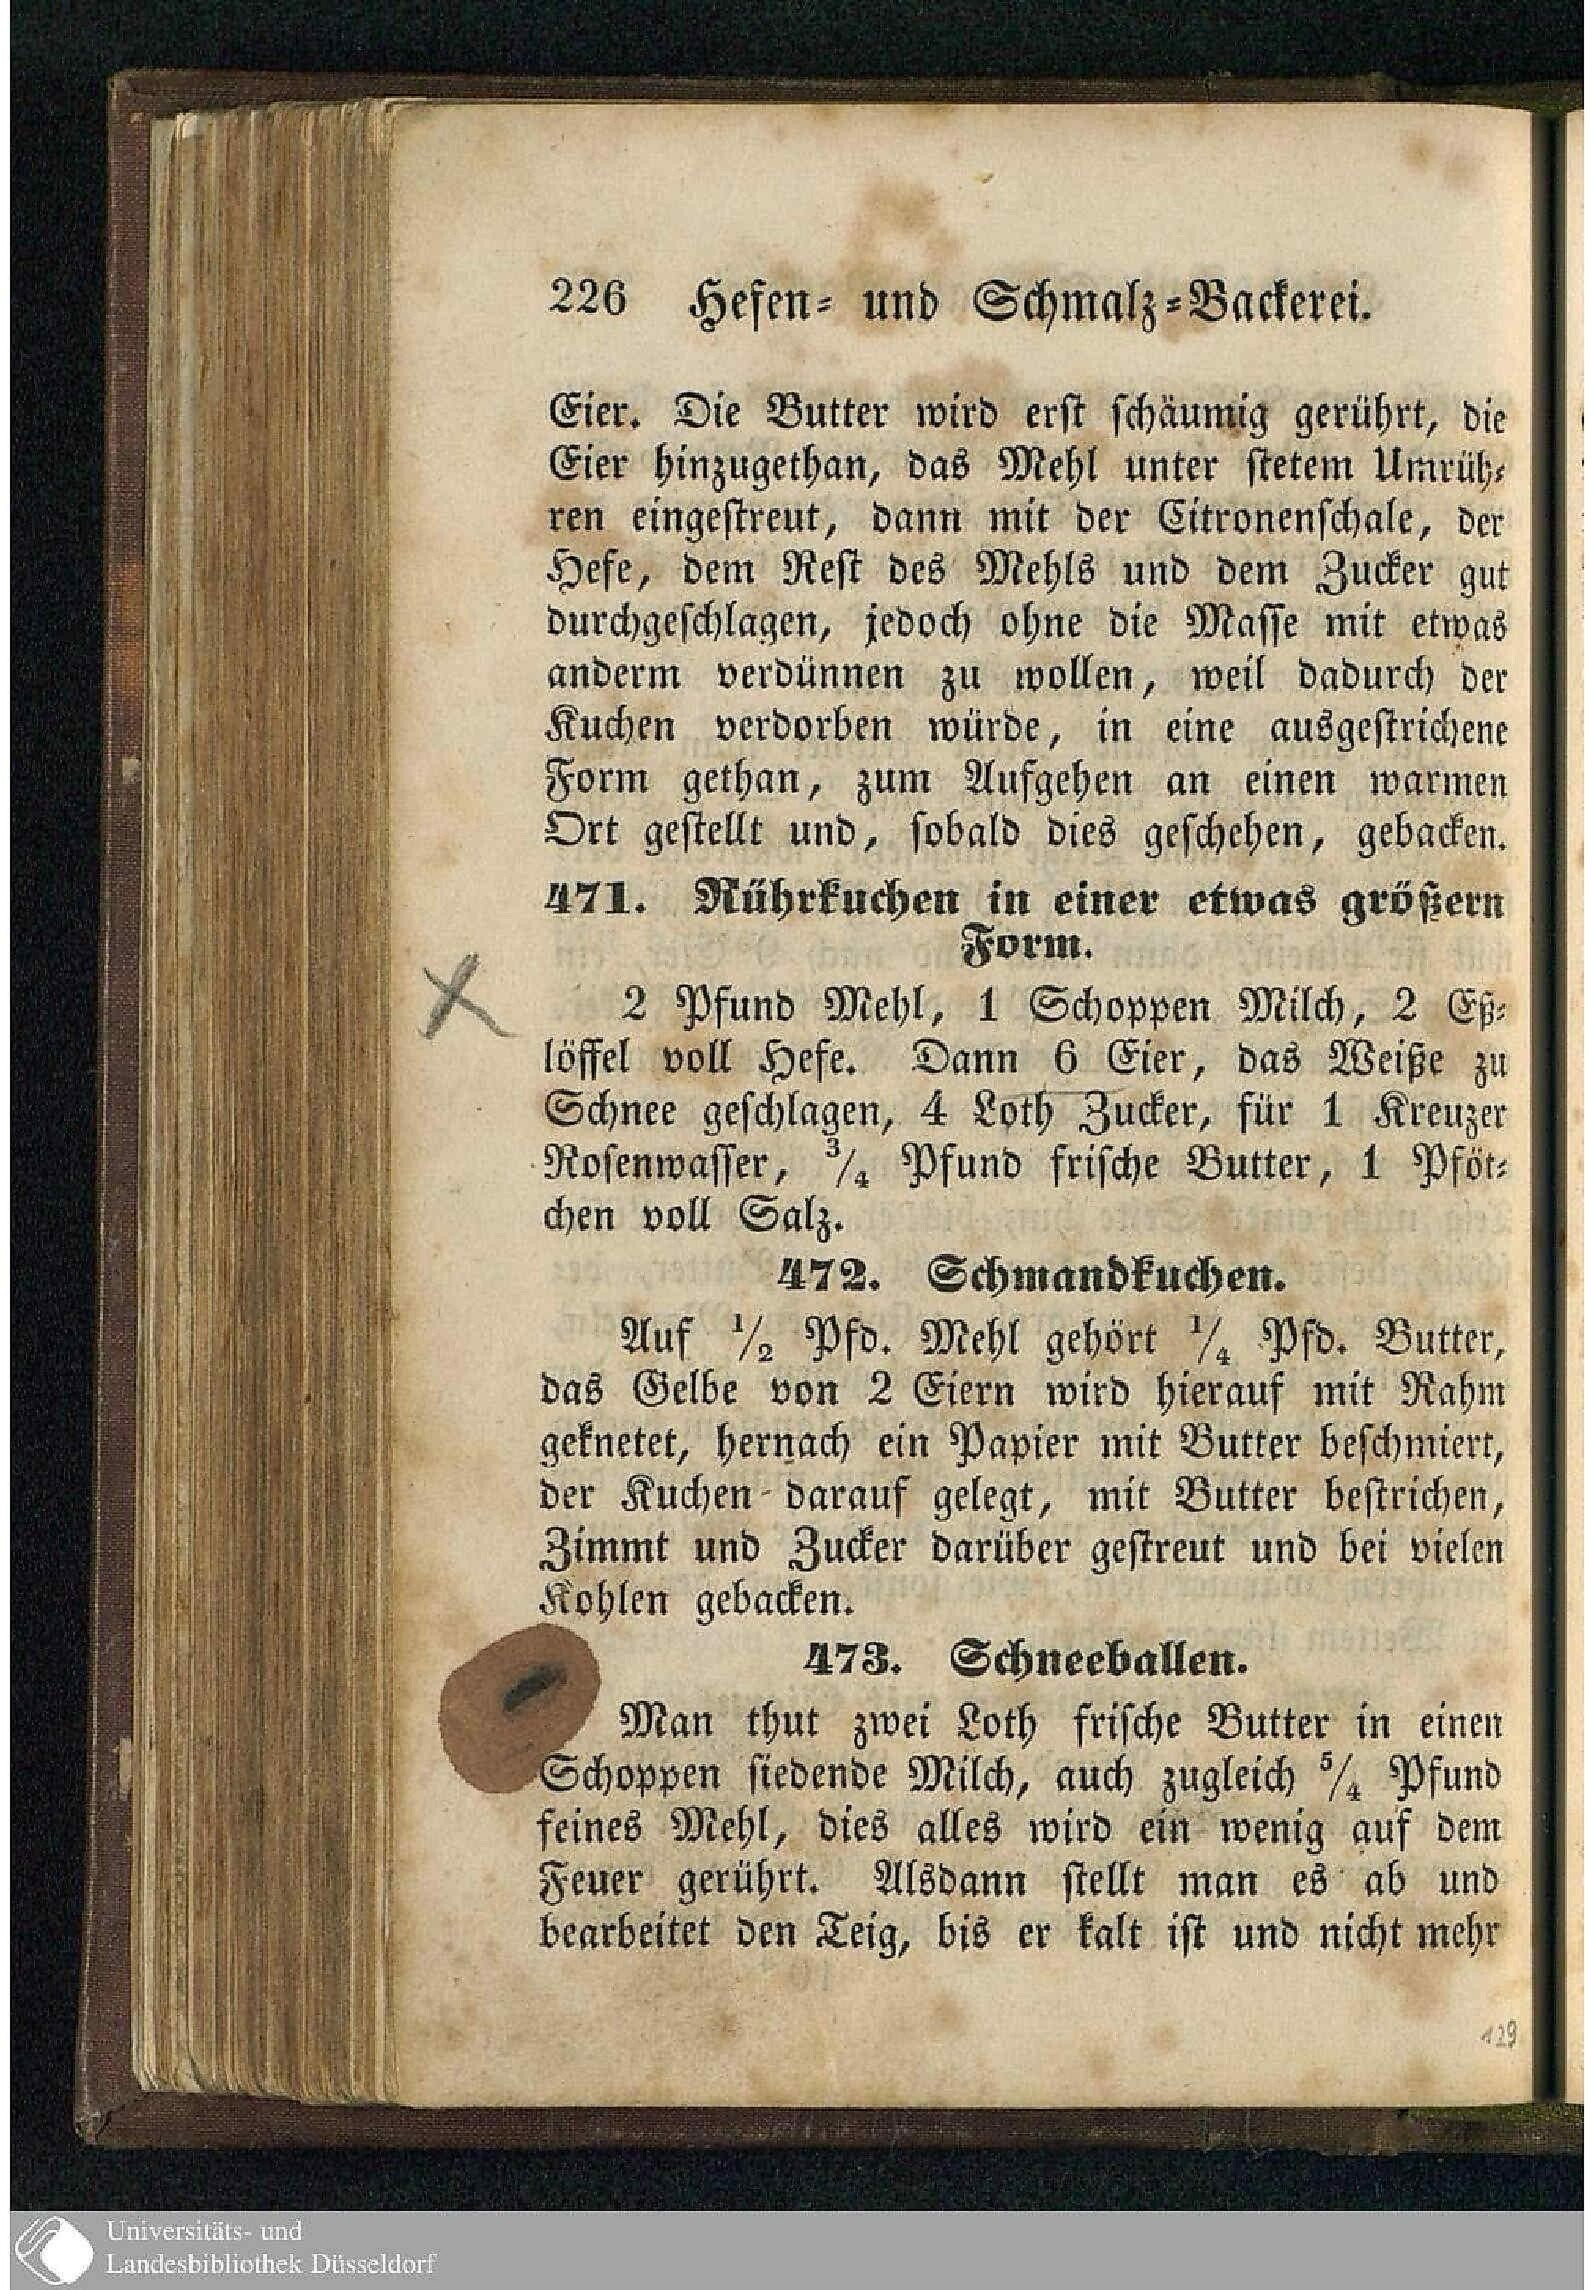 226 Hefen- und Schmalz-Backerei.
Eier. Die Butter wird erst schäumig gerührt, die
Eier hinzugethan, das Mehl unter stetem Umrüh-
ren eingestreut, dann mit der Citronenschale, der
Hefe, dem Rest des Mehls und dem Zucker gut
durchgeschlagen, jedoch ohne die Masse mit etwas
anderm verdünnen zu wollen, weil dadurch der
Kuchen verdorben würde, in eine ausgestrichene
Form gethan, zum Aufgehen an einen warmen
Ort gestellt und, sobald dies geschehen, gebacken.
471. Rührkuchen in einer etwas größern
Form.
2 Pfund Mehl, 1 Schoppen Milch, 2 Eß-
löffel voll Hefe. Dann 6 Eier, das Weiße zu
Schnee geschlagen, 4 Loth Zucker, für 1 Kreuzer
Rosenwasser, 3/4 Pfund frische Butter, 1 Pföt-
chen voll Salz.
472. Schmandkuchen.
Auf 1/2 Pfd. Mehl gehört 1/4 Pfd. Butter,
das Gelbe von 2 Eiern wird hierauf mit Rahm
geknetet, hernach ein Papier mit Butter beschmiert,
der Kuchen darauf gelegt, mit Butter bestrichen,
Zimmt und Zucker darüber gestreut und bei vielen
Kohlen gebacken.
473. Schneeballen.
Man thut zwei Loth frische Butter in einen
Schoppen siedende Milch, auch zugleich 5/4 Pfund
feines Mehl, dies alles wird ein wenig auf dem
Feuer gerührt. Alsdann stellt man es ab und
bearbeitet den Teig, bis er kalt ist und nicht mehr
129
Universitäts- und
Landesbibliothek Düsseldorf